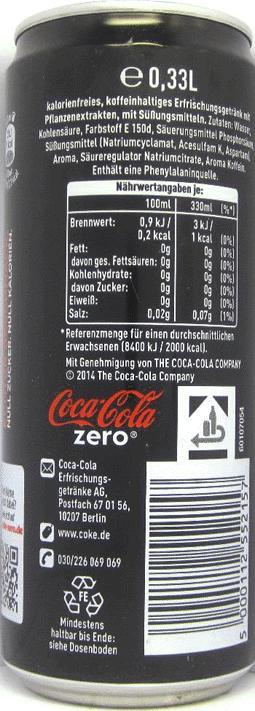 ℮ 0,33L
kalorienfreies, koffeinhaltiges Erfrischungsgetränk mit
Pflanzenextrakten, mit Süßungsmitteln. Zutaten: Wasser,
Kohlensäure, Farbstoff E 150d, Säuerungsmittel Phosphorsäure,
Süßungsmittel (Natriumcyclamat, Acesulfam K, Aspartam),
Aroma, Säureregulator Natriumcitrate, Aroma Koffein.
Enthält eine Phenylalaninquelle.
Nährwertangaben je:
100ml 330ml (%*)
Brennwert: 0,9 kJ / 3 kJ /
0,2 kcal 1 kcal (0%)
Fett: 0g 0g (0%)
davon ges. Fettsäuren: 0g 0g (0%)
Kohlenhydrate: 0g 0g (0%)
davon Zucker: 0g 0g (0%)
Eiweiß: 0g 0g (0%)
Salz: 0,02g 0,07g (1%)
*Referenzmenge für einen durchschnittlichen
Erwachsenen (8400 kJ / 2000 kcal).
Mit Genehmigung von THE COCA-COLA COMPANY
© 2014 The Coca-Cola Company
Coca-Cola
zero®
Coca-Cola
Erfrischungs-
getränke AG,
Postfach 67 01 56,
10207 Berlin
www.coke.de
030/226 069 069
FE
Mindestens
haltbar bis Ende:
siehe Dosenboden
NULL ZUCKER. NULL KALORIEN.
G0107054
5 000112 552157